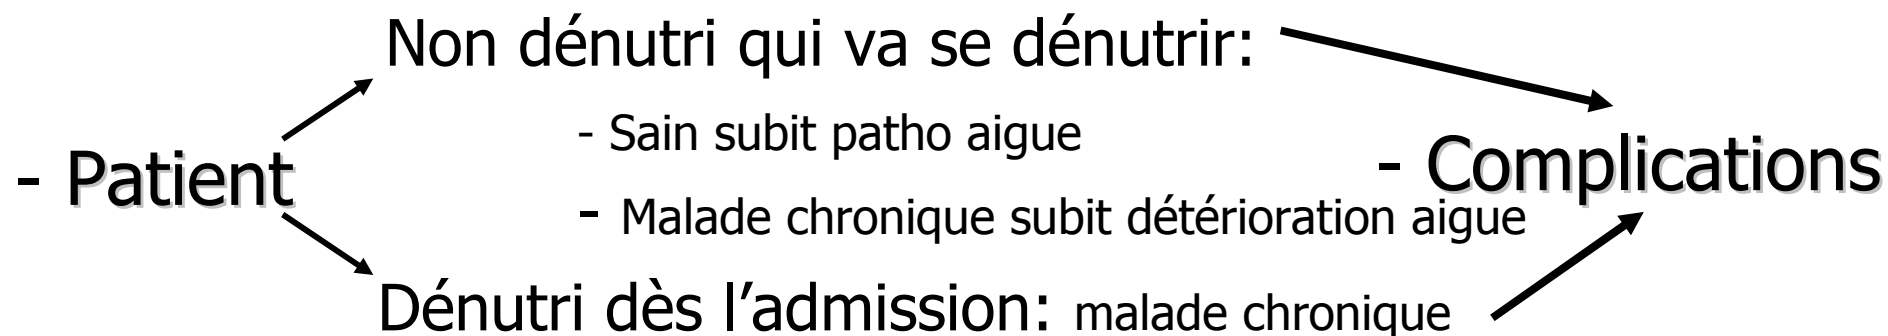 Non dénutri qui va se dénutrir:
- Sain subit patho aigue
- Patient
- Complications
- Malade chronique subit détérioration aigue
Dénutri dès l’admission: malade chronique